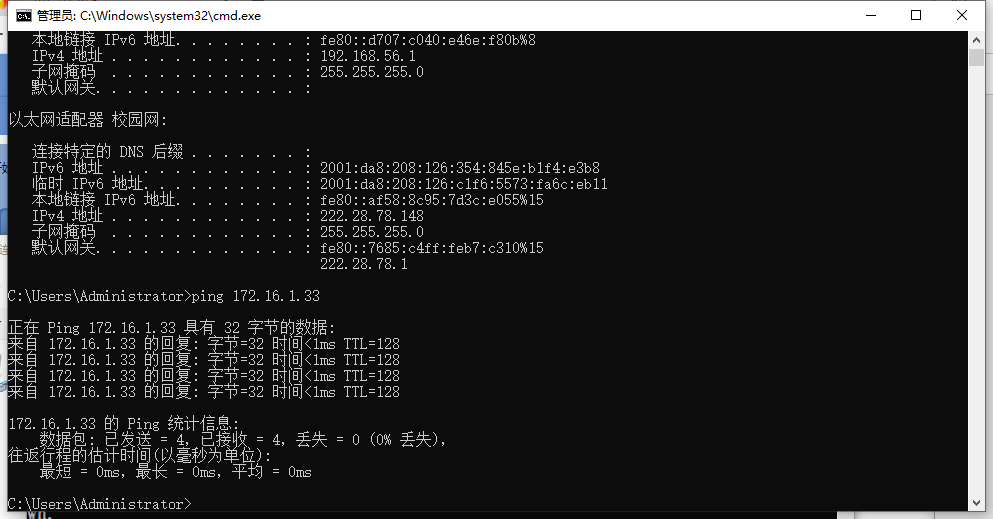 管理员: C:\Windows\system32\cmd.exe
本地链接 IPv6 地址. . . . . . . . : fe80::d707:c040:e46e:f80b%8
IPv4 地址 . . . . . . . . . . . . : 192.168.56.1
子网掩码 . . . . . . . . . . . . : 255.255.255.0
默认网关. . . . . . . . . . . . . :
以太网适配器 校园网:
连接特定的 DNS 后缀 . . . . . . . :
IPv6 地址 . . . . . . . . . . . . : 2001:da8:208:126:354:845e:b1f4:e3b8
临时 IPv6 地址. . . . . . . . . . : 2001:da8:208:126:c1f6:5573:fa6c:eb11
本地链接 IPv6 地址. . . . . . . . : fe80::af58:8c95:7d3c:e055%15
IPv4 地址 . . . . . . . . . . . . : 222.28.78.148
子网掩码 . . . . . . . . . . . . : 255.255.255.0
默认网关. . . . . . . . . . . . . : fe80::7685:c4ff:feb7:c310%15
222.28.78.1
C:\Users\Administrator>ping 172.16.1.33
正在 Ping 172.16.1.33 具有 32 字节的数据:
来自 172.16.1.33 的回复: 字节=32 时间<1ms TTL=128
来自 172.16.1.33 的回复: 字节=32 时间<1ms TTL=128
来自 172.16.1.33 的回复: 字节=32 时间<1ms TTL=128
来自 172.16.1.33 的回复: 字节=32 时间<1ms TTL=128
172.16.1.33 的 Ping 统计信息:
数据包: 已发送 = 4，已接收 = 4，丢失 = 0 (0% 丢失)，
往返行程的估计时间(以毫秒为单位):
最短 = 0ms，最长 = 0ms，平均 = 0ms
C:\Users\Administrator>